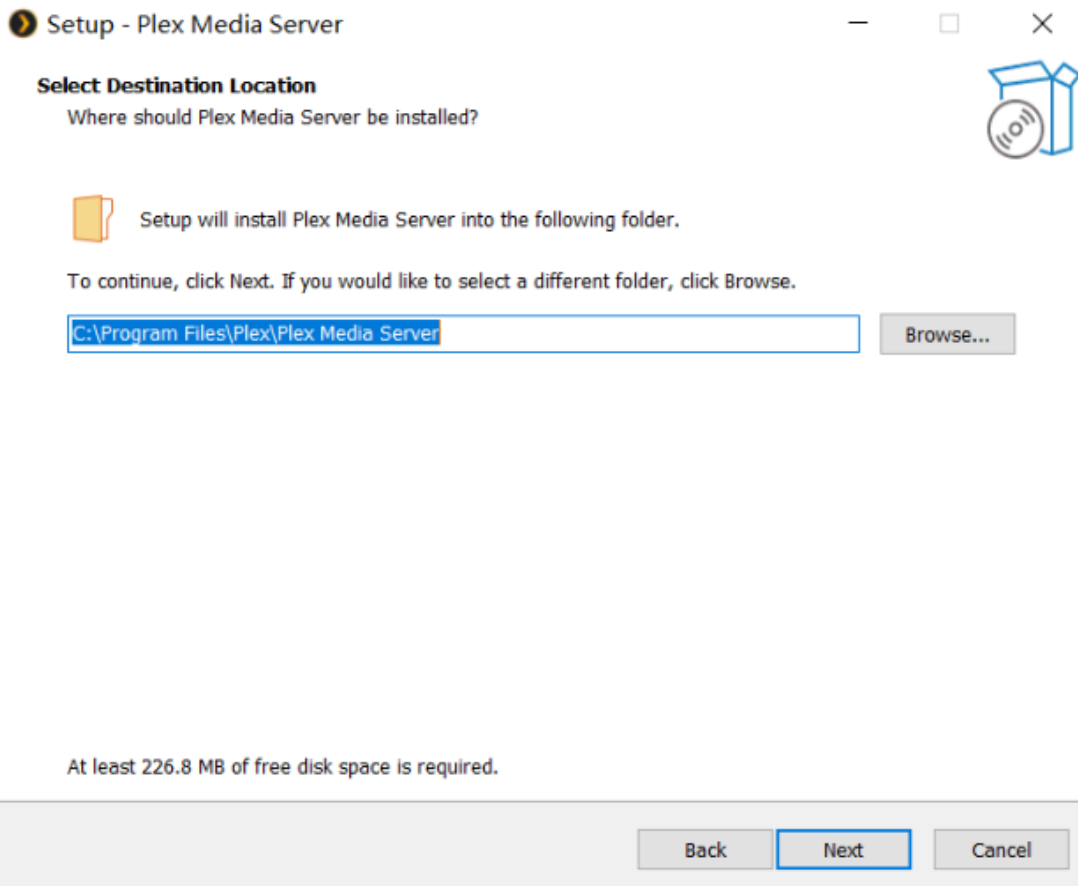 Setup - Plex Media Server
Select Destination Location
Where should Plex Media Server be installed?
Setup will install Plex Media Server into the following folder.
To continue, click Next. If you would like to select a different folder, click Browse.
C:\Program Files\Plex\Plex Media Server
Browse...
At least 226.8 MB of free disk space is required.
Back
Next
Cancel